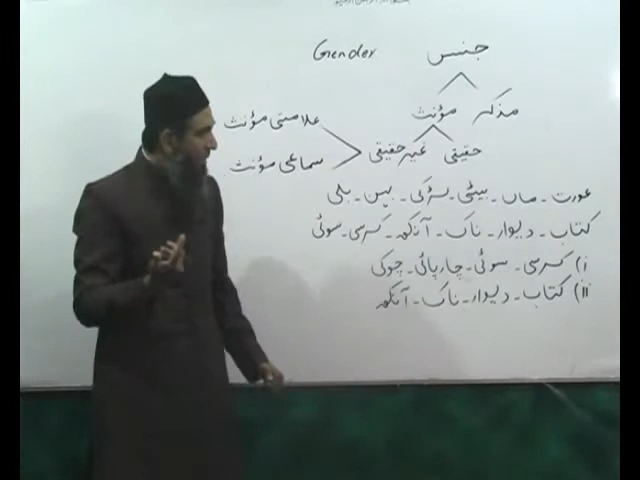 جنس Gender
مذکر مؤنث
حقیقی غیر حقیقی علامتی مؤنث
سماعی مؤنث
عورت ۔ ماں ۔ بیٹی ۔ لڑکی ۔ ۔ بلی
کتاب ۔ دیوار ۔ ناک ۔ آنکھ ۔ کرسی ۔ سوئی
i) کرسی ۔ سوئی ۔ چارپائی ۔ چوکی
ii) کتاب ۔ دیوار ۔ ناک ۔ آنکھ